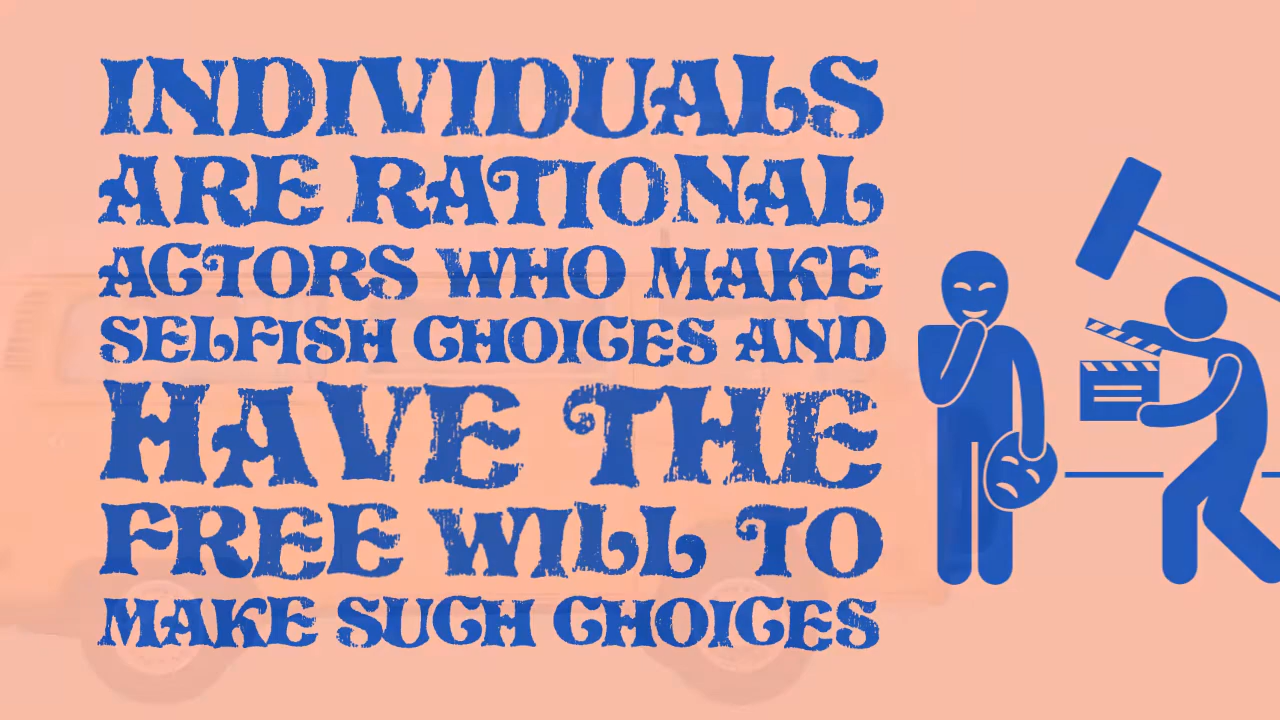 INDIVIDUALS
ARE RATIONAL
ACTORS WHO MAKE
SELFISH CHOICES AND
HAVE THE
FREE WILL TO
MAKE SUCH CHOICES